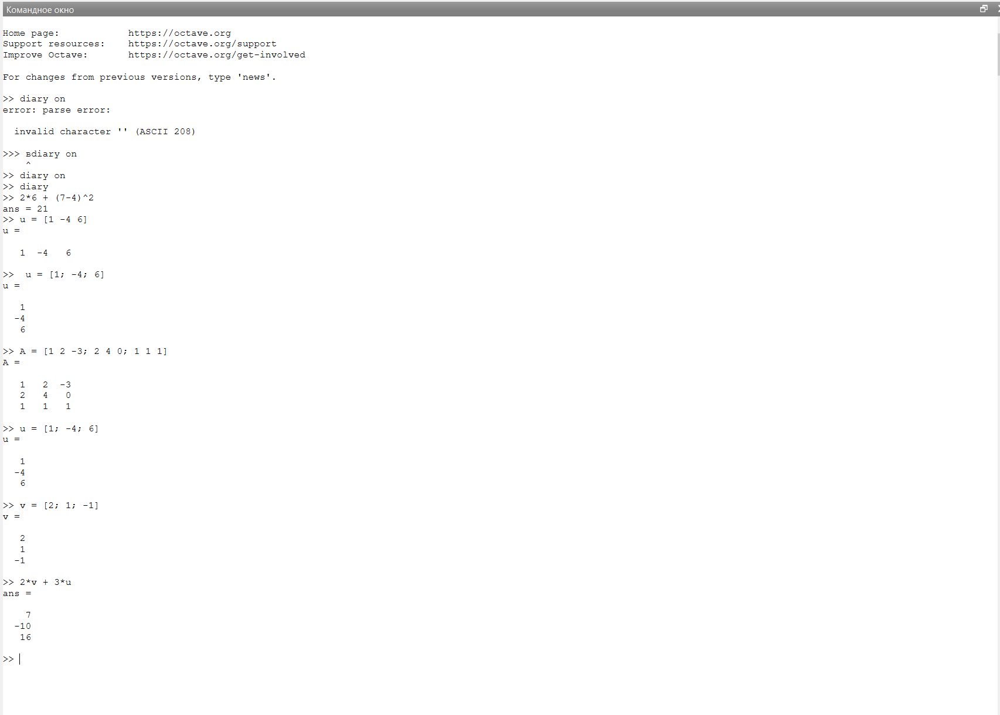 Командное окно
Home page:            https://octave.org
Support resources:    https://octave.org/support
Improve Octave:       https://octave.org/get-involved
For changes from previous versions, type 'news'.
>> diary on
error: parse error:
  invalid character '' (ASCII 208)
>>> вdiary on
    ^
>> diary on
>> diary
>> 2*6 + (7-4)^2
ans = 21
>> u = [1 -4 6]
u =
   1  -4   6
>>  u = [1; -4; 6]
u =
   1
  -4
   6
>> A = [1 2 -3; 2 4 0; 1 1 1]
A =
   1   2  -3
   2   4   0
   1   1   1
>> u = [1; -4; 6]
u =
   1
  -4
   6
>> v = [2; 1; -1]
v =
   2
   1
  -1
>> 2*v + 3*u
ans =
    7
  -10
   16
>>